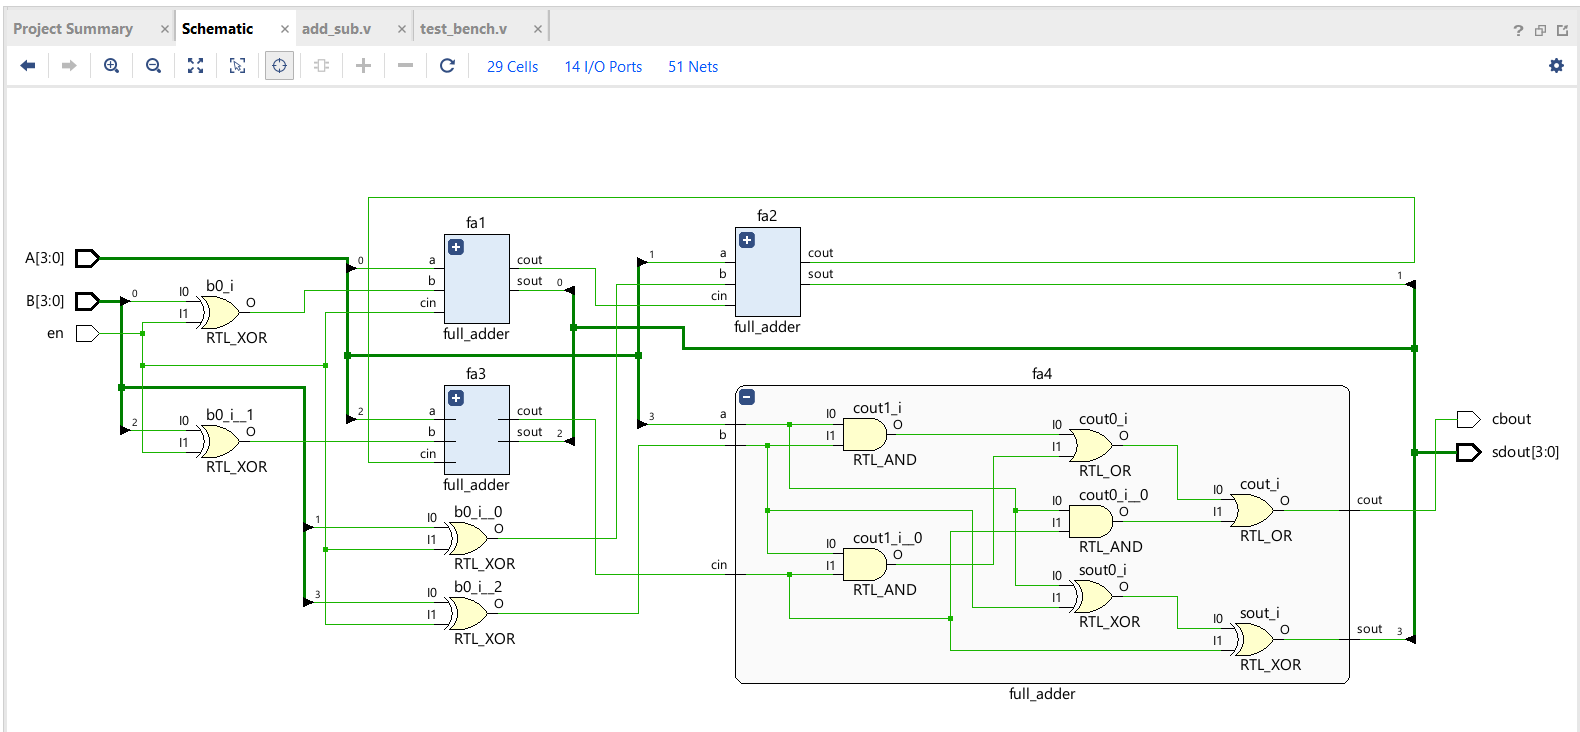 Project Summary × Schematic × add_sub.v × test_bench.v × ?
29 Cells 14 I/O Ports 51 Nets
fa1 fa2
A[3:0] 0 a cout 1 a cout
B[3:0] 0 I0 b0_i O b sout 0 b sout 1
I1 cin cin
en RTL_XOR full_adder full_adder
fa3 fa4
2 a cout 3 a I0 cout1_i O I0 cout0_i O cbout
2 I0 b0_i__1 O b sout 2 b I1 I1 sdout[3:0]
I1 cin RTL_AND RTL_OR
RTL_XOR full_adder
1 I0 b0_i__0 O I0 cout0_i__0 O I0 cout_i O cout
I1 I1 I1
RTL_XOR RTL_AND RTL_OR
cin I0 cout1_i__0 O I0 sout0_i O
I1 I1
RTL_AND RTL_XOR
3 I0 b0_i__2 O I0 sout_i O sout 3
I1 I1
RTL_XOR RTL_XOR
full_adder